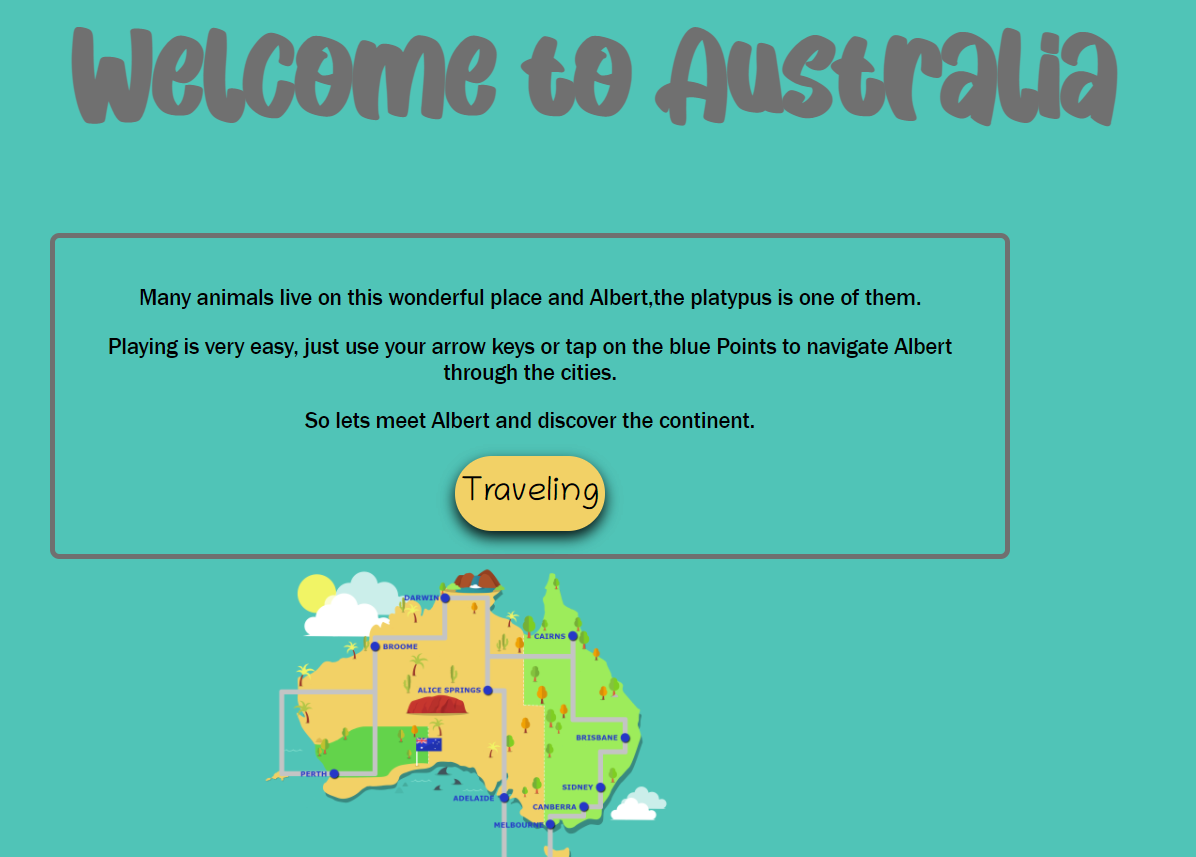 Welcome to Australia
Many animals live on this wonderful place and Albert,the platypus is one of them.
Playing is very easy, just use your arrow keys or tap on the blue Points to navigate Albert
through the cities.
So lets meet Albert and discover the continent.
Traveling
DARWIN
CAIRNS
BROOME
ALICE SPRINGS
BRISBANE
PERTH
SIDNEY
ADELAIDE
CANBERRA
MELBOURNE